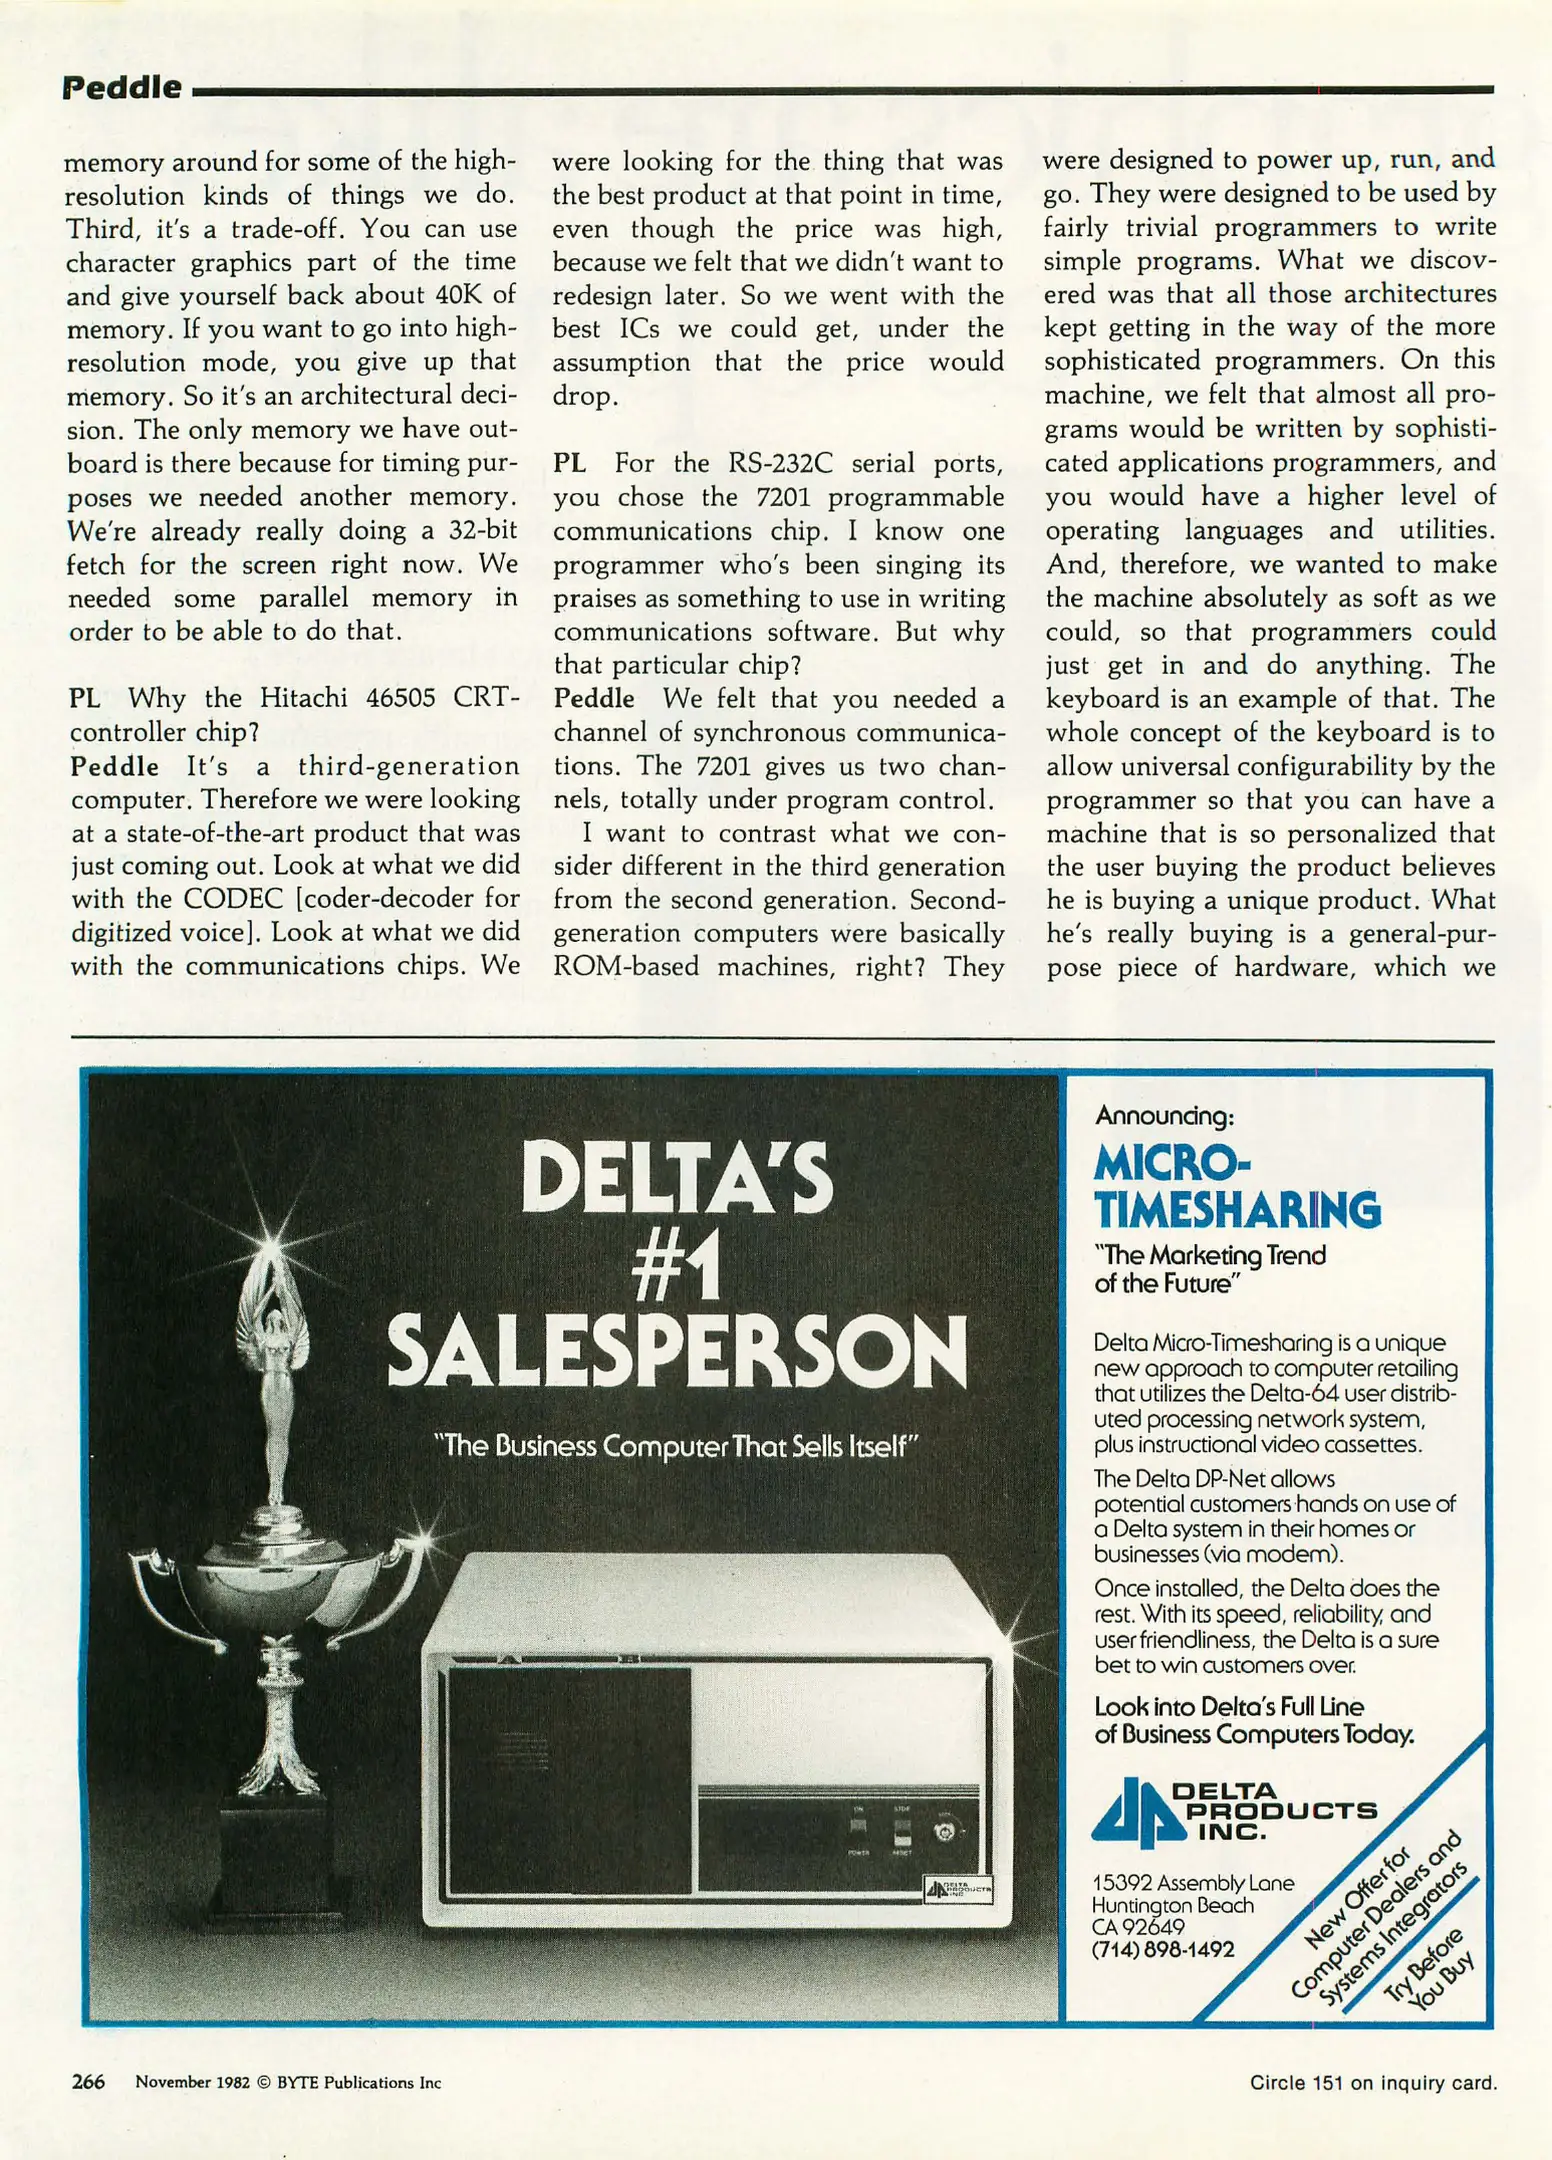 Peddle
memory around for some of the high-
resolution kinds of things we do.
Third, it's a trade-off. You can use
character graphics part of the time
and give yourself back about 40K of
memory. If you want to go into high-
resolution mode, you give up that
memory. So it's an architectural deci-
sion. The only memory we have out-
board is there because for timing pur-
poses we needed another memory.
We're already really doing a 32-bit
fetch for the screen right now. We
needed some parallel memory in
order to be able to do that.
PL Why the Hitachi 46505 CRT-
controller chip?
Peddle It's a third-generation
computer. Therefore we were looking
at a state-of-the-art product that was
just coming out. Look at what we did
with the CODEC [coder-decoder for
digitized voice]. Look at what we did
with the communications chips. We
were looking for the thing that was
the best product at that point in time,
even though the price was high,
because we felt that we didn't want to
redesign later. So we went with the
best ICs we could get, under the
assumption that the price would
drop.
PL For the RS-232C serial ports,
you chose the 7201 programmable
communications chip. I know one
programmer who's been singing its
praises as something to use in writing
communications software. But why
that particular chip?
Peddle We felt that you needed a
channel of synchronous communica-
tions. The 7201 gives us two chan-
nels, totally under program control.
I want to contrast what we con-
sider different in the third generation
from the second generation. Second-
generation computers were basically
ROM-based machines, right? They
were designed to power up, run, and
go. They were designed to be used by
fairly trivial programmers to write
simple programs. What we discov-
ered was that all those architectures
kept getting in the way of the more
sophisticated programmers. On this
machine, we felt that almost all pro-
grams would be written by sophisti-
cated applications programmers, and
you would have a higher level of
operating languages and utilities.
And, therefore, we wanted to make
the machine absolutely as soft as we
could, so that programmers could
just get in and do anything. The
keyboard is an example of that. The
whole concept of the keyboard is to
allow universal configurability by the
programmer so that you can have a
machine that is so personalized that
the user buying the product believes
he is buying a unique product. What
he's really buying is a general-pur-
pose piece of hardware, which we
DELTA'S
#1
SALESPERSON
"The Business Computer That Sells Itself"
ON
STOP
POWER
RESET
DELTA
PRODUCTS
INC
Announcing:
MICRO-
TIMESHARING
"The Marketing Trend
of the Future"
Delta Micro-Timesharing is a unique
new approach to computer retailing
that utilizes the Delta-64 user distrib-
uted processing network system,
plus instructional video cassettes.
The Delta DP-Net allows
potential customers hands on use of
a Delta system in their homes or
businesses (via modem).
Once installed, the Delta does the
rest. With its speed, reliability, and
user friendliness, the Delta is a sure
bet to win customers over.
Look into Delta's Full Line
of Business Computers Today.
DELTA
PRODUCTS
INC.
15392 Assembly Lane
Huntington Beach
CA 92649
(714) 898-1492
New Offer for
Computer Dealers and
Systems Integrators
Try Before
You Buy
266 November 1982 © BYTE Publications Inc
Circle 151 on inquiry card.